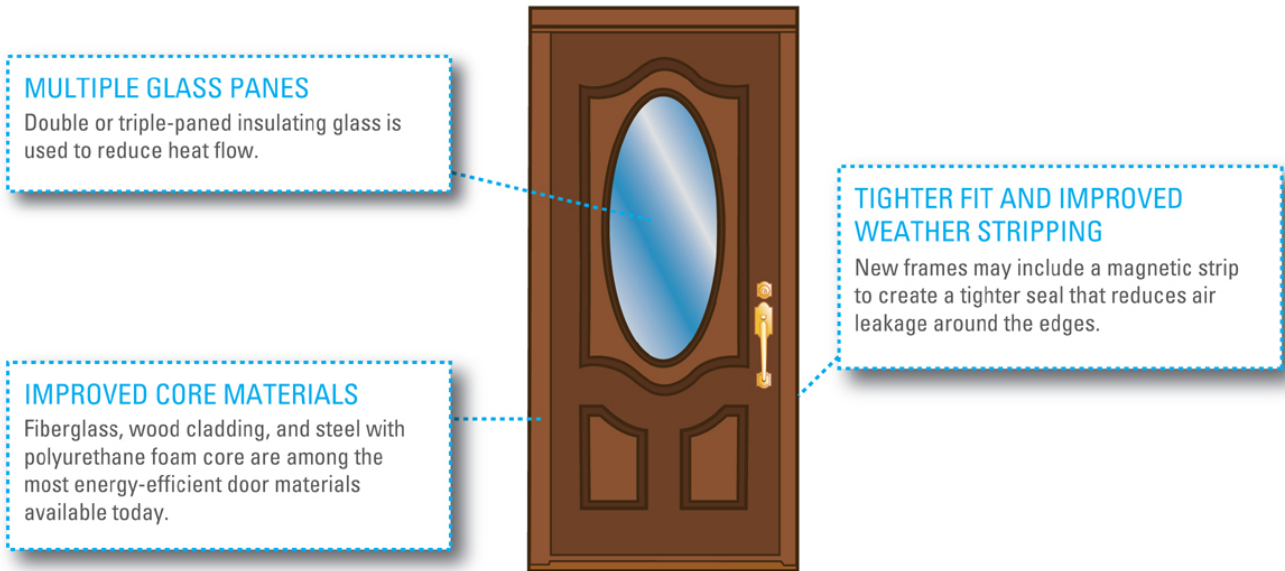 MULTIPLE GLASS PANES
Double or triple-paned insulating glass is
used to reduce heat flow.
TIGHTER FIT AND IMPROVED
WEATHER STRIPPING
New frames may include a magnetic strip
to create a tighter seal that reduces air
leakage around the edges.
IMPROVED CORE MATERIALS
Fiberglass, wood cladding, and steel with
polyurethane foam core are among the
most energy-efficient door materials
available today.